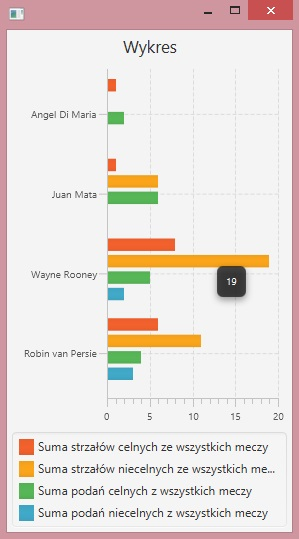 Wykres
Angel Di Maria
Juan Mata
Wayne Rooney
19
Robin van Persie
0 5 10 15 20
Suma strzałów celnych ze wszystkich meczy
Suma strzałów niecelnych ze wszystkich me...
Suma podań celnych z wszystkich meczy
Suma podań niecelnych z wszystkich meczy